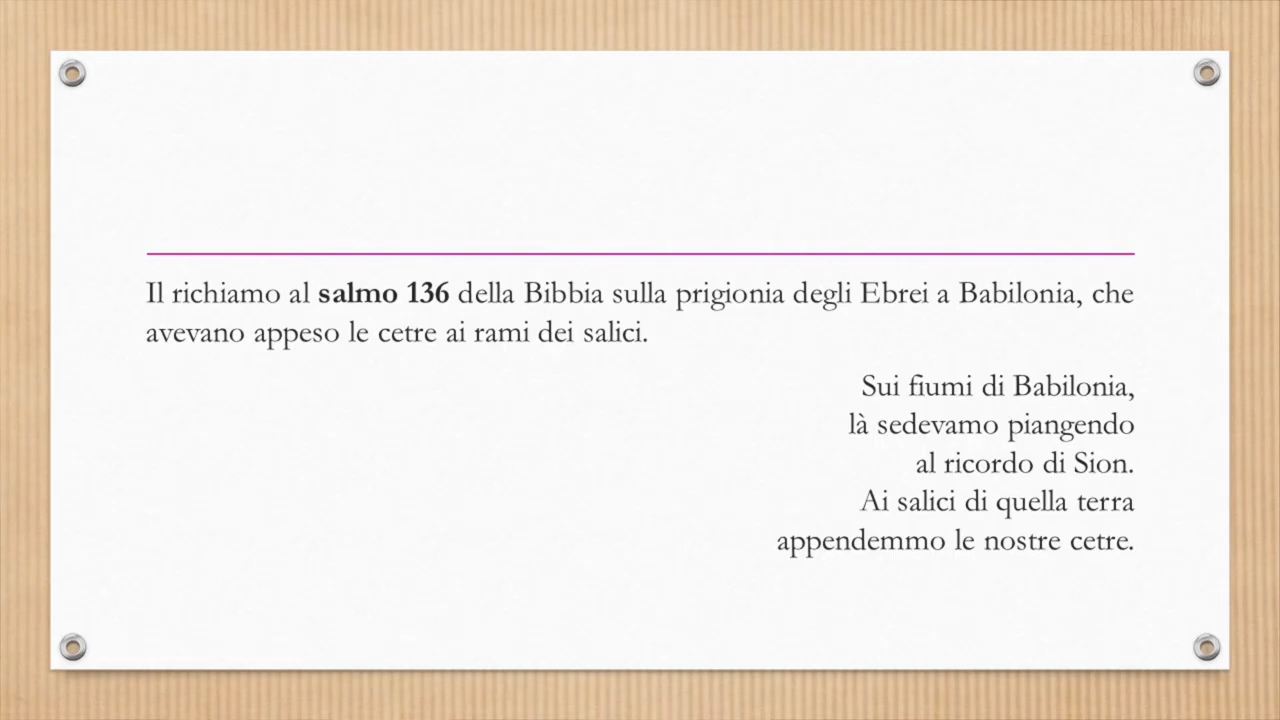 Il richiamo al salmo 136 della Bibbia sulla prigionia degli Ebrei a Babilonia, che
avevano appeso le cetre ai rami dei salici.
Sui fiumi di Babilonia,
là sedevamo piangendo
al ricordo di Sion.
Ai salici di quella terra
appendemmo le nostre cetre.